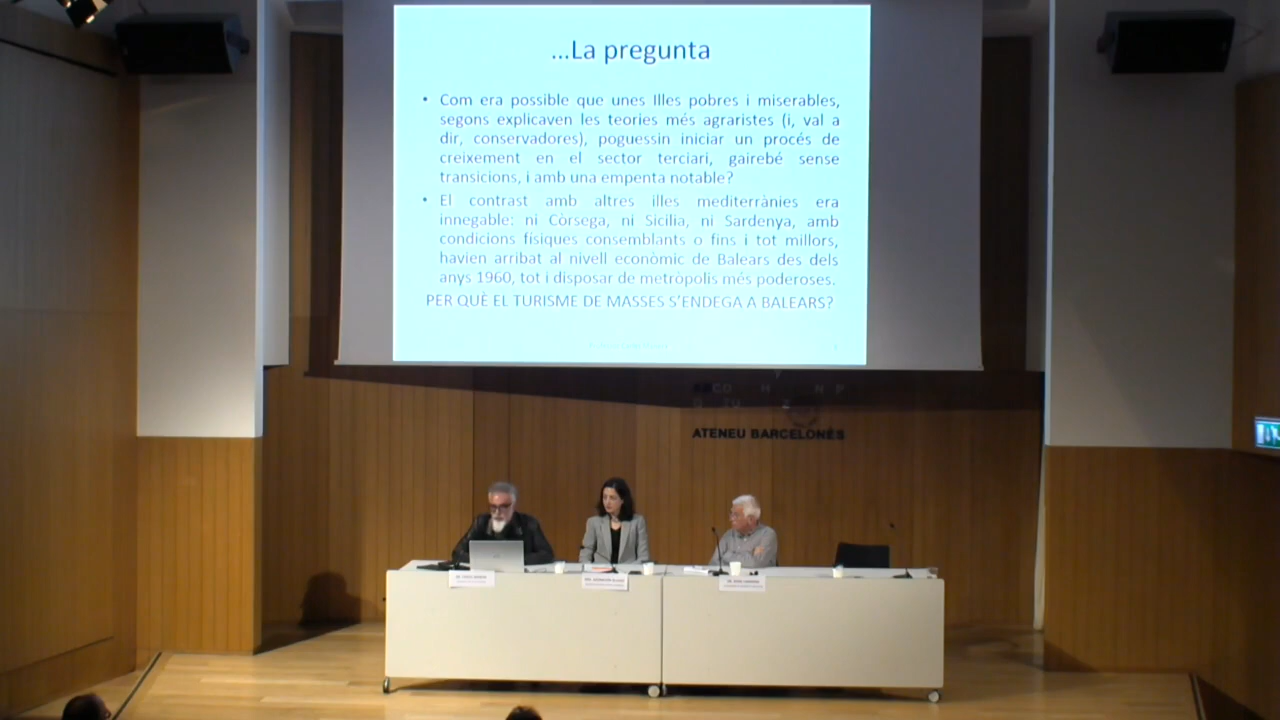 ...La pregunta
• Com era possible que unes Illes pobres i miserables,
segons explicaven les teories més agraristes (i, val a
dir, conservadores), poguessin iniciar un procés de
creixement en el sector terciari, gairebé sense
transicions, i amb una empenta notable?
• El contrast amb altres illes mediterrànies era
innegable: ni Còrsega, ni Sicilia, ni Sardenya, amb
condicions físiques consemblants o fins i tot millors,
havien arribat al nivell econòmic de Balears des dels
anys 1960, tot i disposar de metròpolis més poderoses.
PER QUÈ EL TURISME DE MASSES S'ENDEGA A BALEARS?
ATENEU BARCELONÈS